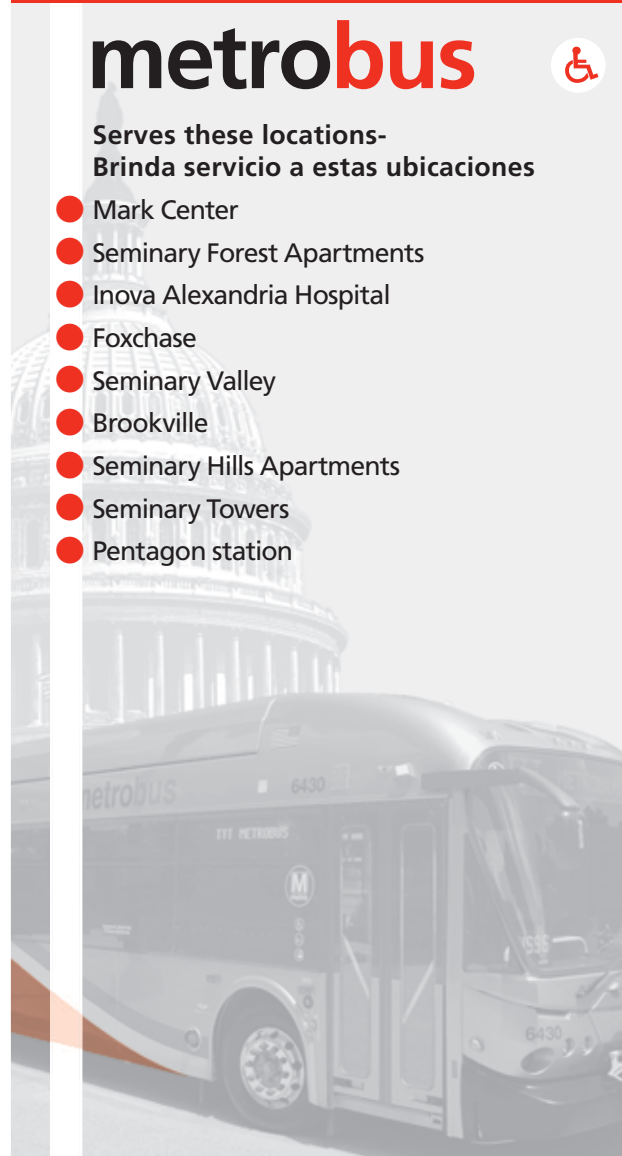 metrobus
Serves these locations-
Brinda servicio a estas ubicaciones
Mark Center
Seminary Forest Apartments
Inova Alexandria Hospital
Foxchase
Seminary Valley
Brookville
Seminary Hills Apartments
Seminary Towers
Pentagon station
metrobus
6430
TTT METROBUS
M
6430